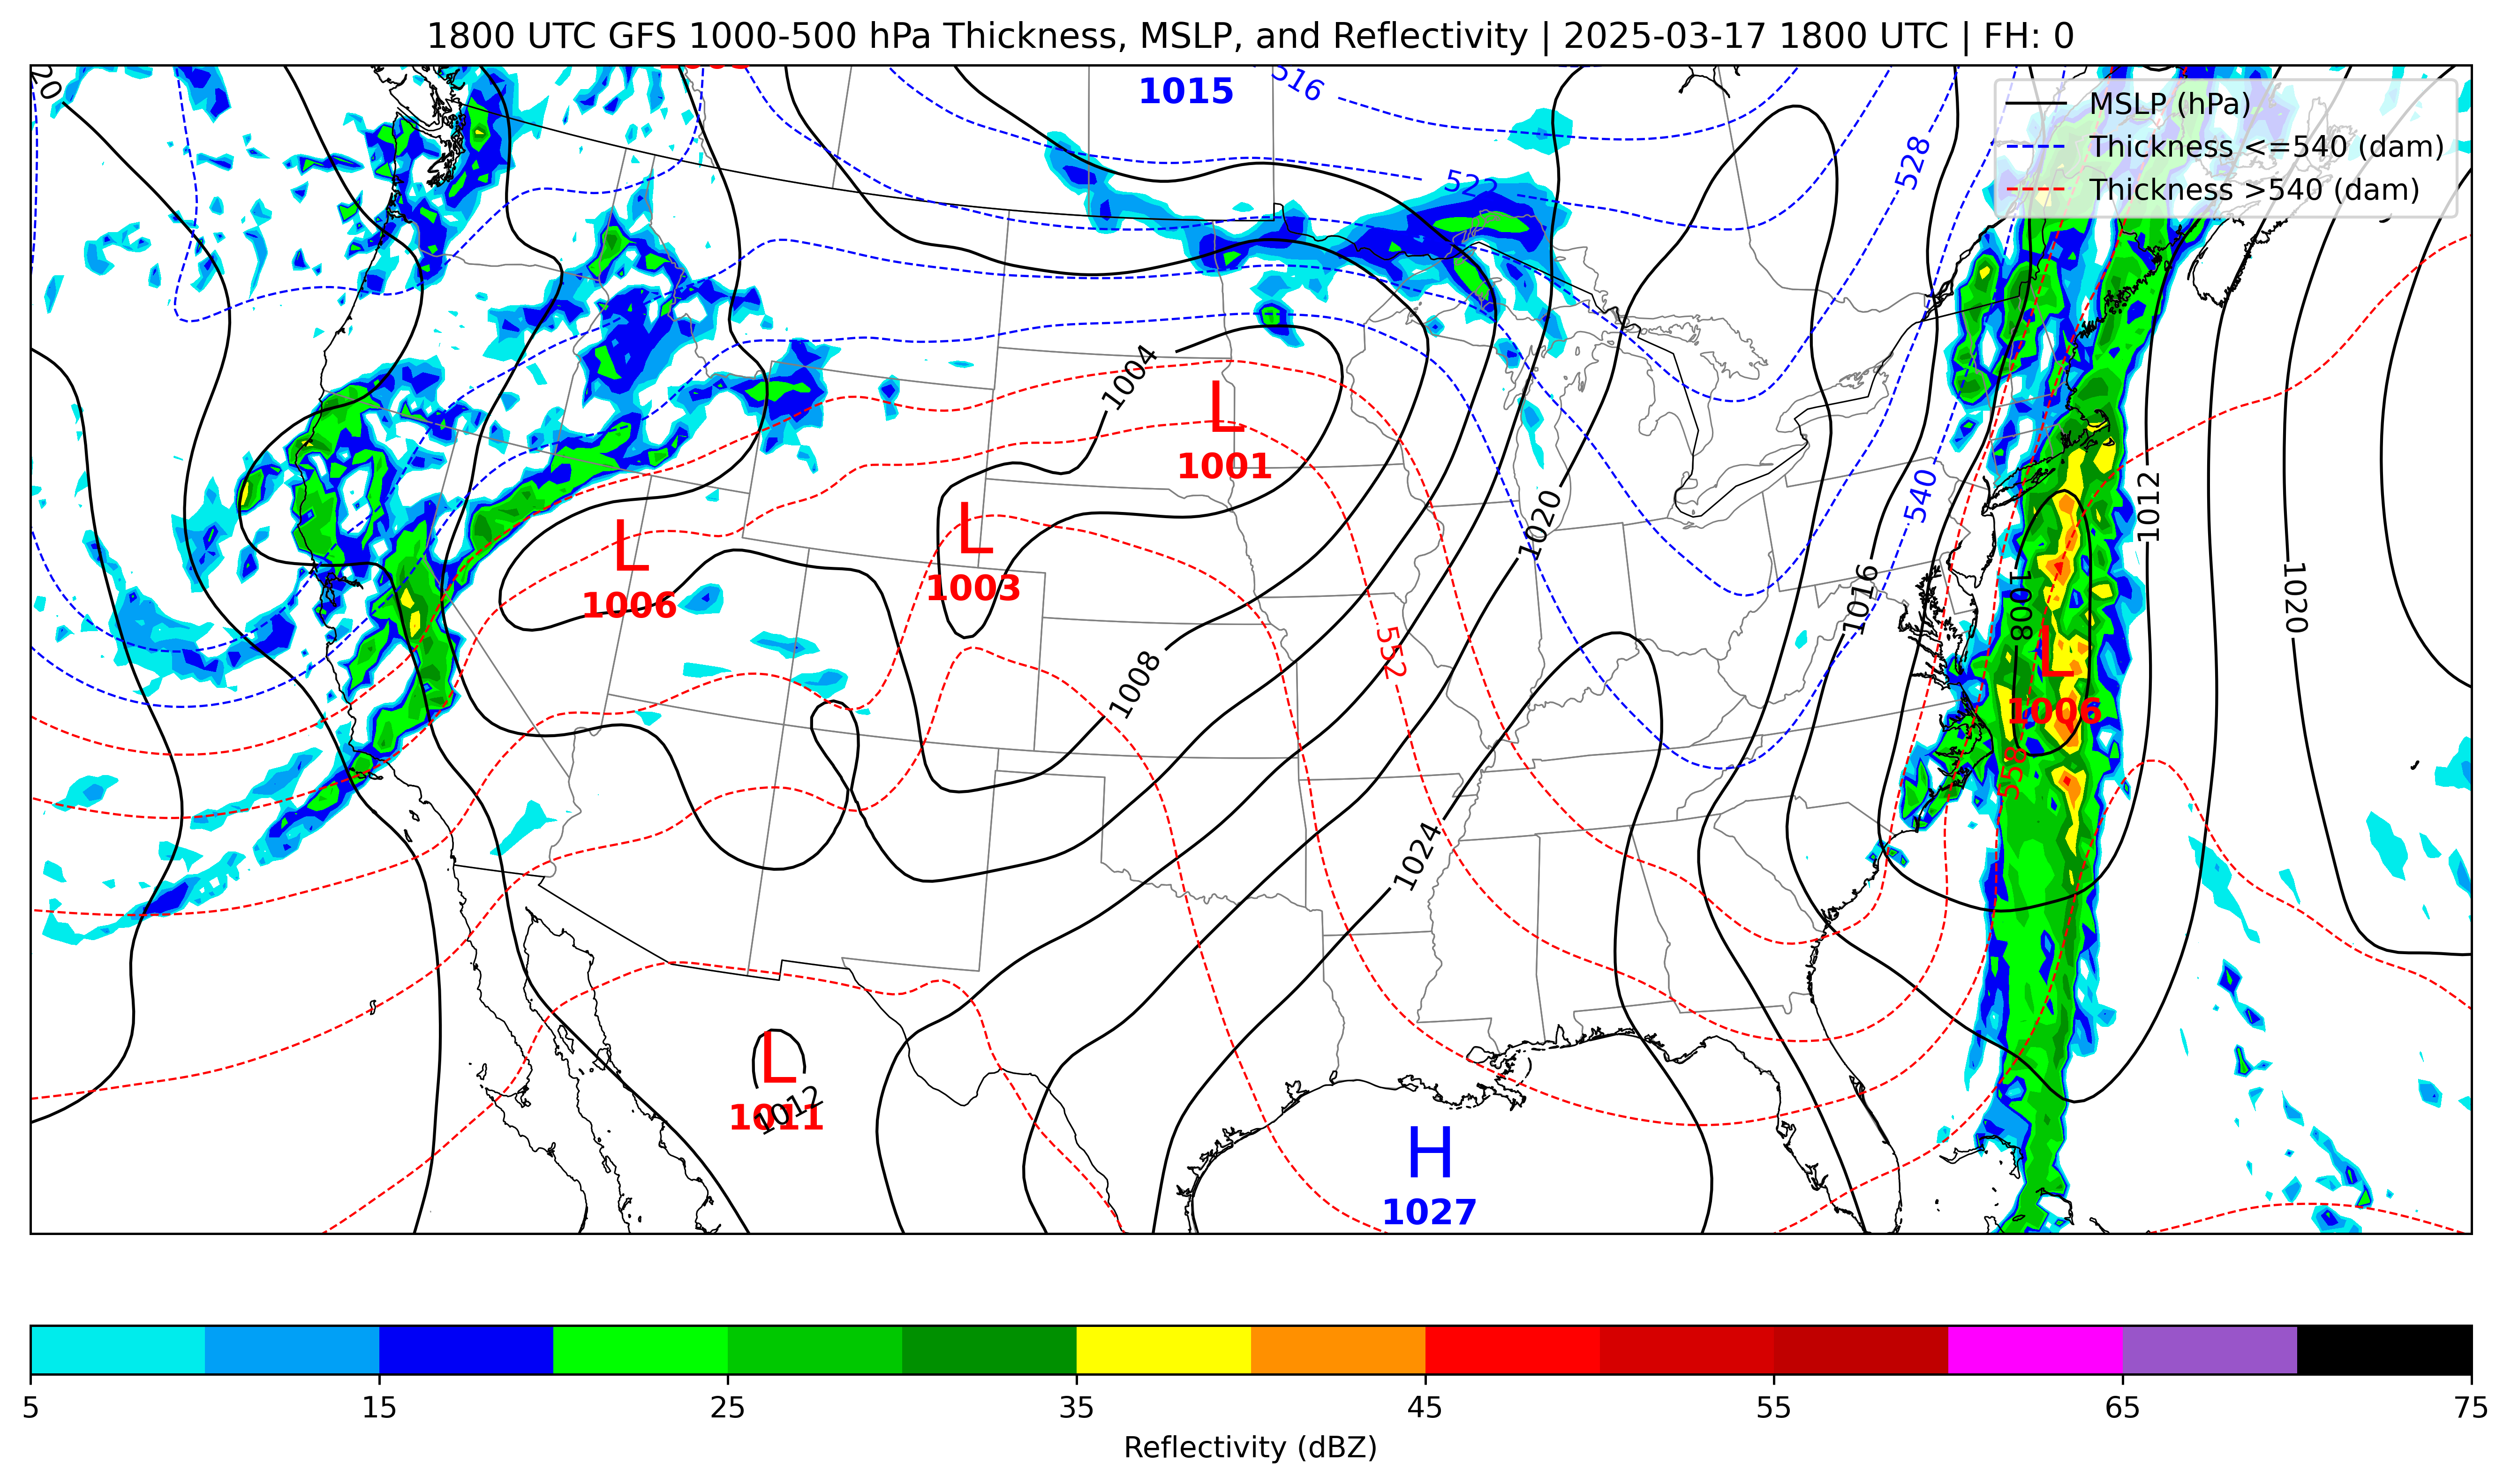 1800 UTC GFS 1000-500 hPa Thickness, MSLP, and Reflectivity | 2025-03-17 1800 UTC | FH: 0
20
1015
516
MSLP (hPa)
Thickness <=540 (dam)
Thickness >540 (dam)
528
522
1004
L
1001
540
1012
L
1003
L
1006
1020
1016
1008
1020
552
L
1006
1008
558
1024
L
1011
1012
H
1027
5 15 25 35 45 55 65 75
Reflectivity (dBZ)